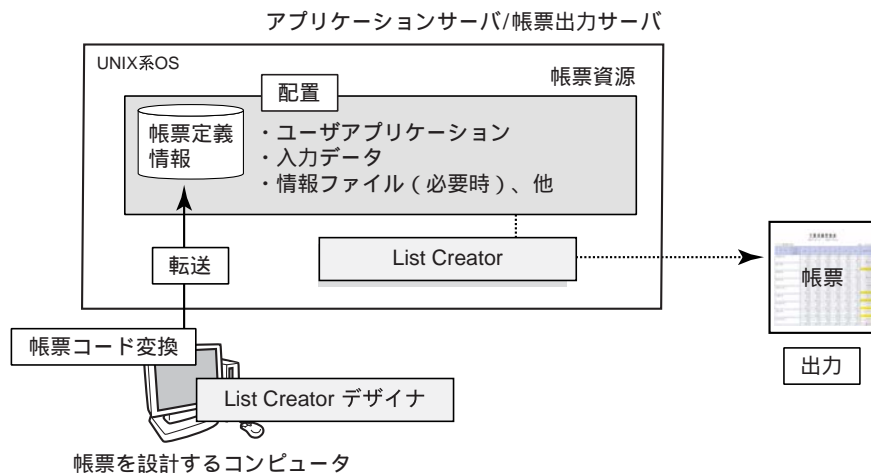 アプリケーションサーバ/帳票出力サーバ
UNIX系OS
帳票資源
配置
帳票定義
情報
・ユーザアプリケーション
・入力データ
・情報ファイル(必要時)、他
転送
List Creator
帳票
出力
帳票コード変換
List Creator デザイナ
帳票を設計するコンピュータ